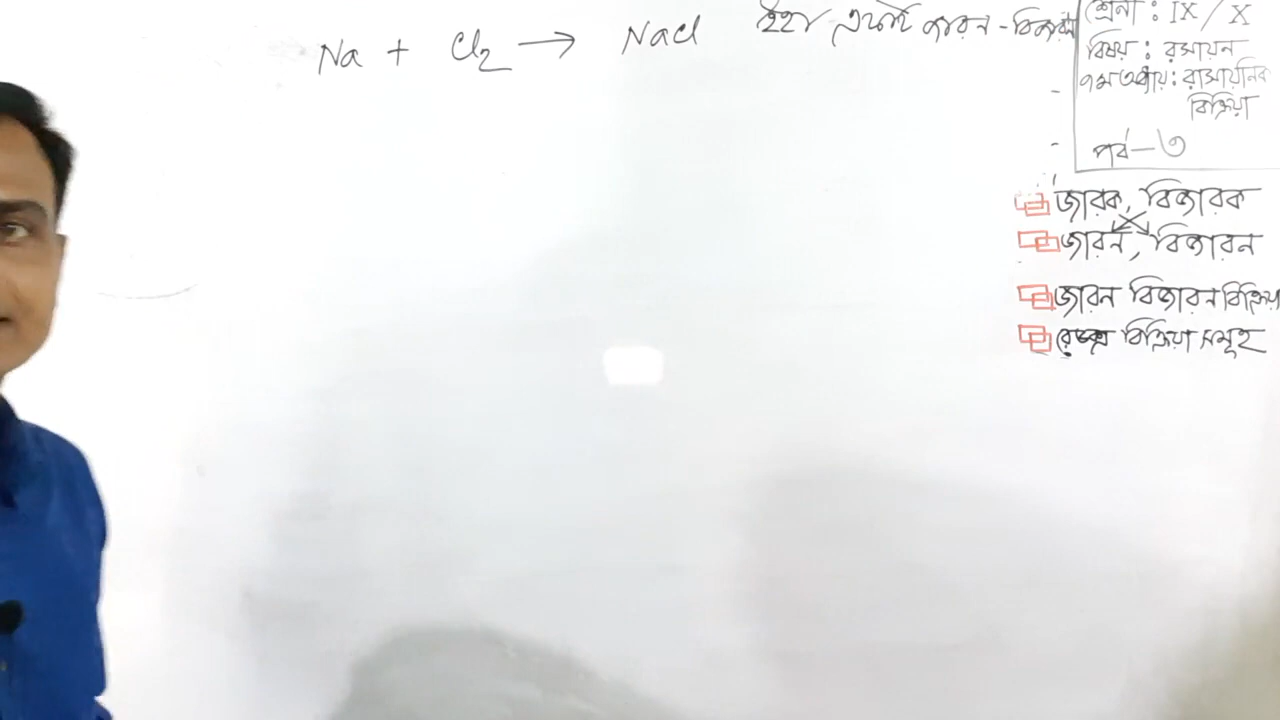 Na + Cl2 → NaCl ইহা একটি জারন-বিজারন
শ্রেনী : IX / X
বিষয় : রসায়ন
৭ম অধ্যায় : রাসায়নিক
বিক্রিয়া
পর্ব-৩
জারক, বিজারক
জারন, বিজারন
জারন বিজারন বিক্রিয়া
রেডক্স বিক্রিয়া সমূহ